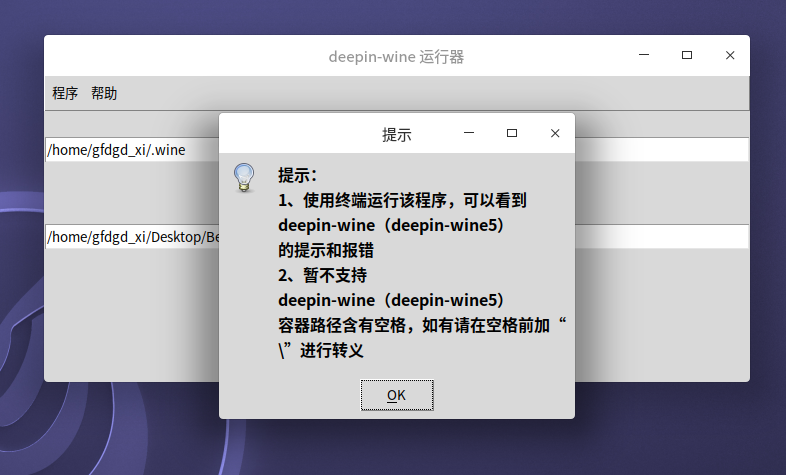 deepin-wine 运行器
程序 帮助
/home/gfdgd_xi/.wine
/home/gfdgd_xi/Desktop/Be
提示
提示：
1、使用终端运行该程序，可以看到
deepin-wine（deepin-wine5）
的提示和报错
2、暂不支持
deepin-wine（deepin-wine5）
容器路径含有空格，如有请在空格前加“
\”进行转义
OK